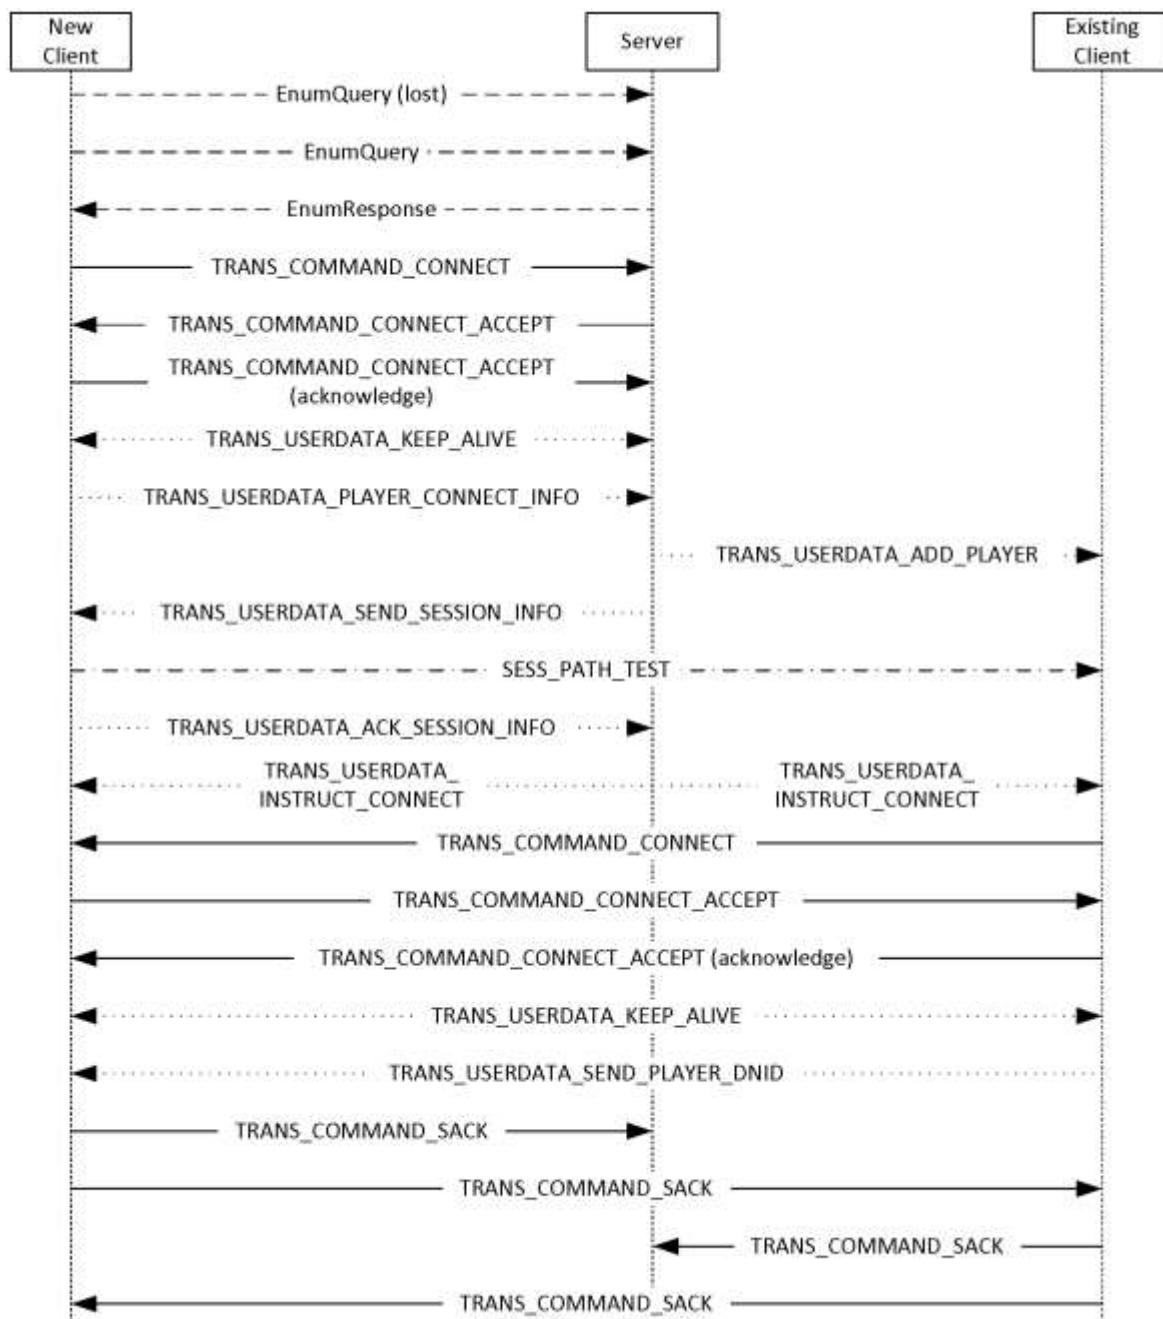 New
Client
Server
Existing
Client
EnumQuery (lost)
EnumQuery
EnumResponse
TRANS_COMMAND_CONNECT
TRANS_COMMAND_CONNECT_ACCEPT
TRANS_COMMAND_CONNECT_ACCEPT
(acknowledge)
TRANS_USERDATA_KEEP_ALIVE
TRANS_USERDATA_PLAYER_CONNECT_INFO
TRANS_USERDATA_ADD_PLAYER
TRANS_USERDATA_SEND_SESSION_INFO
SESS_PATH_TEST
TRANS_USERDATA_ACK_SESSION_INFO
TRANS_USERDATA_
INSTRUCT_CONNECT
TRANS_USERDATA_
INSTRUCT_CONNECT
TRANS_COMMAND_CONNECT
TRANS_COMMAND_CONNECT_ACCEPT
TRANS_COMMAND_CONNECT_ACCEPT (acknowledge)
TRANS_USERDATA_KEEP_ALIVE
TRANS_USERDATA_SEND_PLAYER_DNID
TRANS_COMMAND_SACK
TRANS_COMMAND_SACK
TRANS_COMMAND_SACK
TRANS_COMMAND_SACK